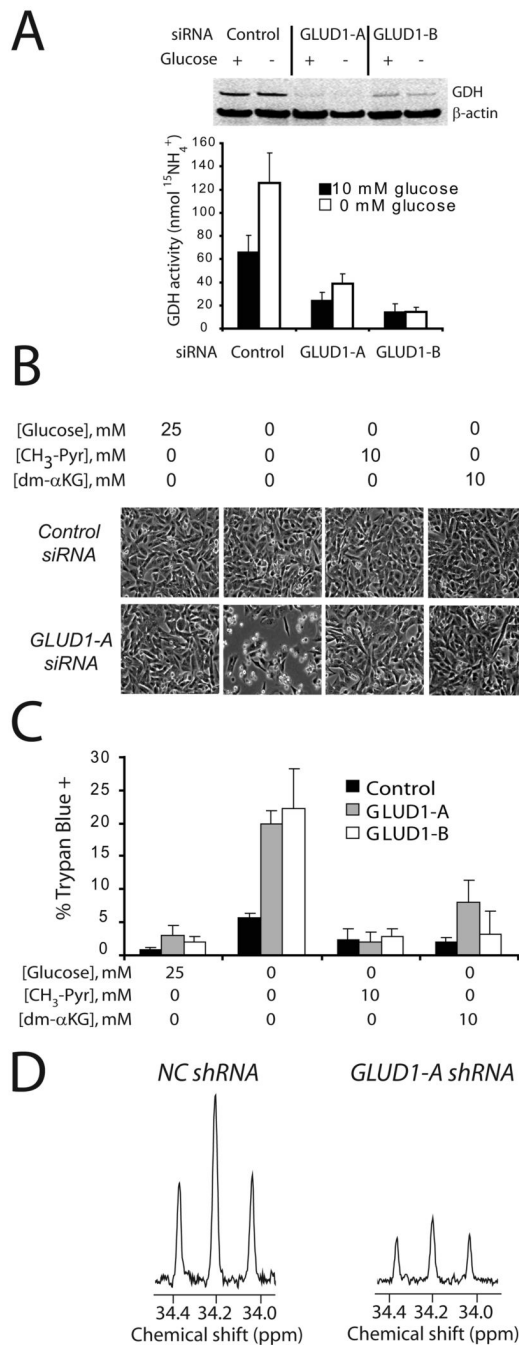 A
siRNA Control GLUD1-A GLUD1-B
Glucose + - + - + -
GDH
β-actin
GDH activity (nmol ¹⁵NH₄⁺)
160
140
120
100
80
60
40
20
0
10 mM glucose
0 mM glucose
siRNA Control GLUD1-A GLUD1-B
B
[Glucose], mM 25 0 0 0
[CH₃-Pyr], mM 0 0 10 0
[dm-αKG], mM 0 0 0 10
Control
siRNA
GLUD1-A
siRNA
C
% Trypan Blue +
30
25
20
15
10
5
0
Control
GLUD1-A
GLUD1-B
[Glucose], mM 25 0 0 0
[CH₃-Pyr], mM 0 0 10 0
[dm-αKG], mM 0 0 0 10
D
NC shRNA GLUD1-A shRNA
34.4 34.2 34.0 34.4 34.2 34.0
Chemical shift (ppm) Chemical shift (ppm)